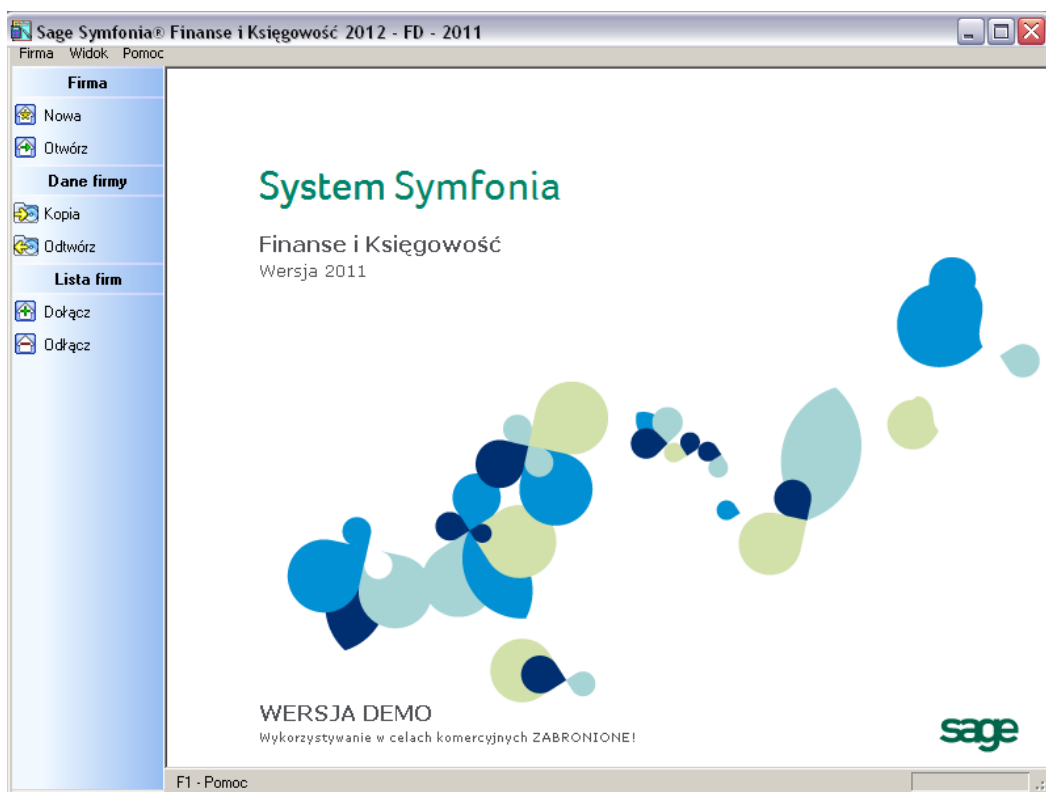 Sage Symfonia® Finanse i Księgowość 2012 - FD - 2011
Firma Widok Pomoc
Firma
Nowa
Otwórz
Dane firmy
Kopia
Odtwórz
Lista firm
Dołącz
Odłącz
System Symfonia
Finanse i Księgowość
Wersja 2011
WERSJA DEMO
Wykorzystywanie w celach komercyjnych ZABRONIONE!
sage
F1 - Pomoc